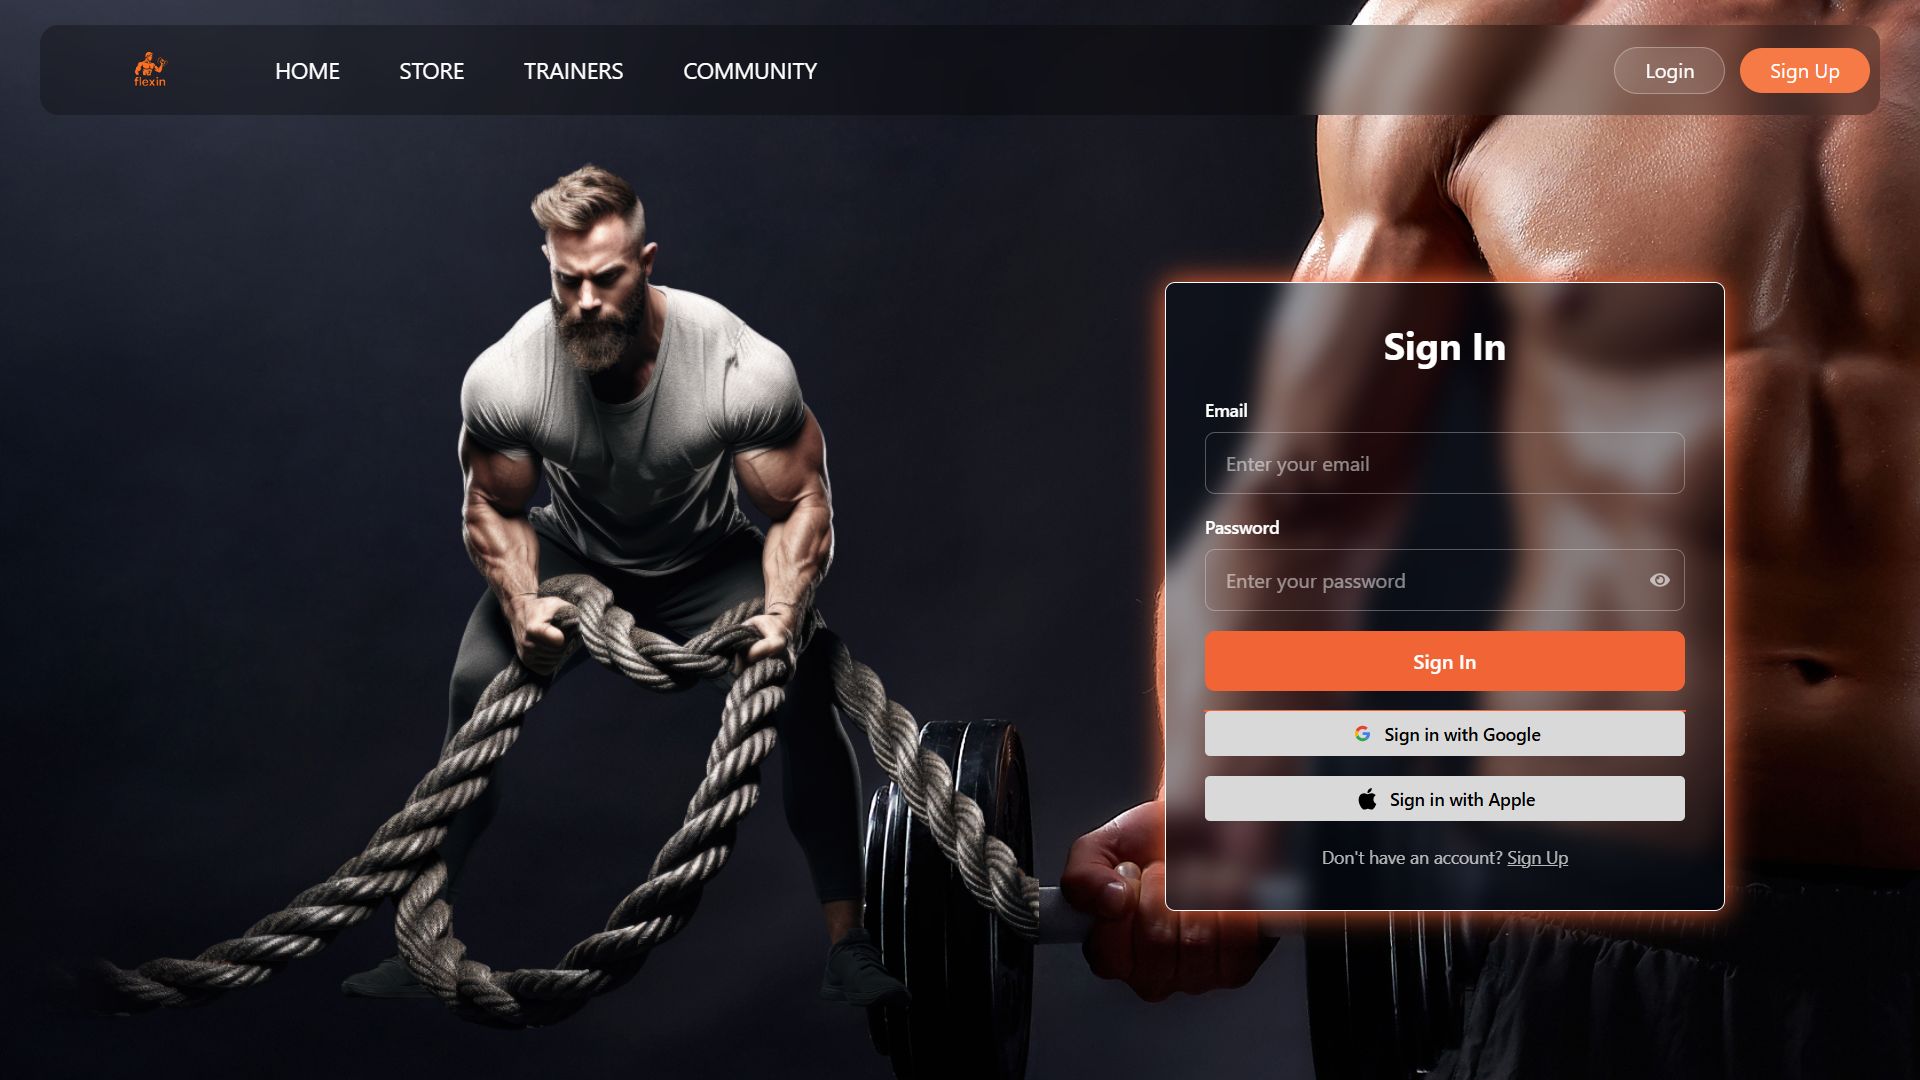 flexin
HOME
STORE
TRAINERS
COMMUNITY
Login
Sign Up
Sign In
Email
Enter your email
Password
Enter your password
Sign In
Sign in with Google
Sign in with Apple
Don't have an account? Sign Up